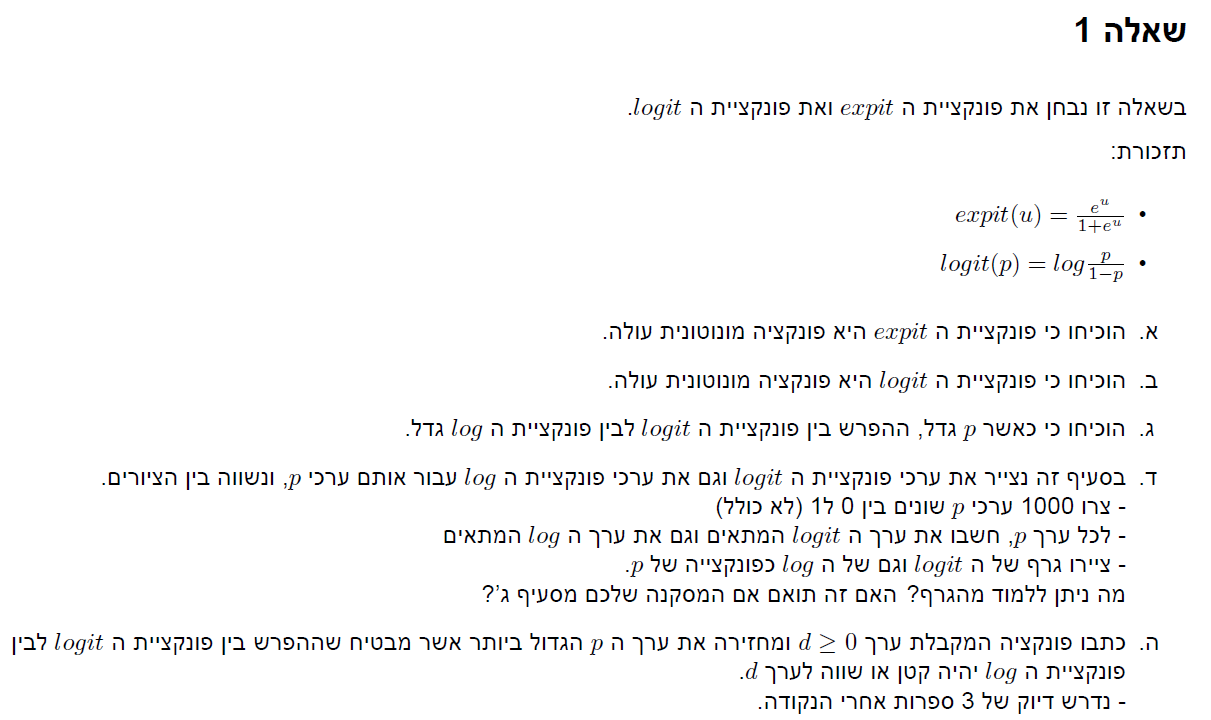 שאלה 1
בשאלה זו נבחן את פונקציית ה expit ואת פונקציית ה logit.
תזכורת:
• expit(u) = e^u / (1+e^u)
• logit(p) = log p/(1−p)
א. הוכיחו כי פונקציית ה expit היא פונקציה מונוטונית עולה.
ב. הוכיחו כי פונקציית ה logit היא פונקציה מונוטונית עולה.
ג. הוכיחו כי כאשר p גדל, ההפרש בין פונקציית ה logit לבין פונקציית ה log גדל.
ד. בסעיף זה נצייר את ערכי פונקציית ה logit וגם את ערכי פונקציית ה log עבור אותם ערכי p, ונשווה בין הציורים.
- צרו 1000 ערכי p שונים בין 0 ל1 (לא כולל)
- לכל ערך p, חשבו את ערך ה logit המתאים וגם את ערך ה log המתאים
- ציירו גרף של ה logit וגם של ה log כפונקצייה של p.
מה ניתן ללמוד מהגרף? האם זה תואם אם המסקנה שלכם מסעיף ג'?
ה. כתבו פונקציה המקבלת ערך d ≥ 0 ומחזירה את ערך ה p הגדול ביותר אשר מבטיח שההפרש בין פונקציית ה logit לבין
פונקציית ה log יהיה קטן או שווה לערך d.
- נדרש דיוק של 3 ספרות אחרי הנקודה.